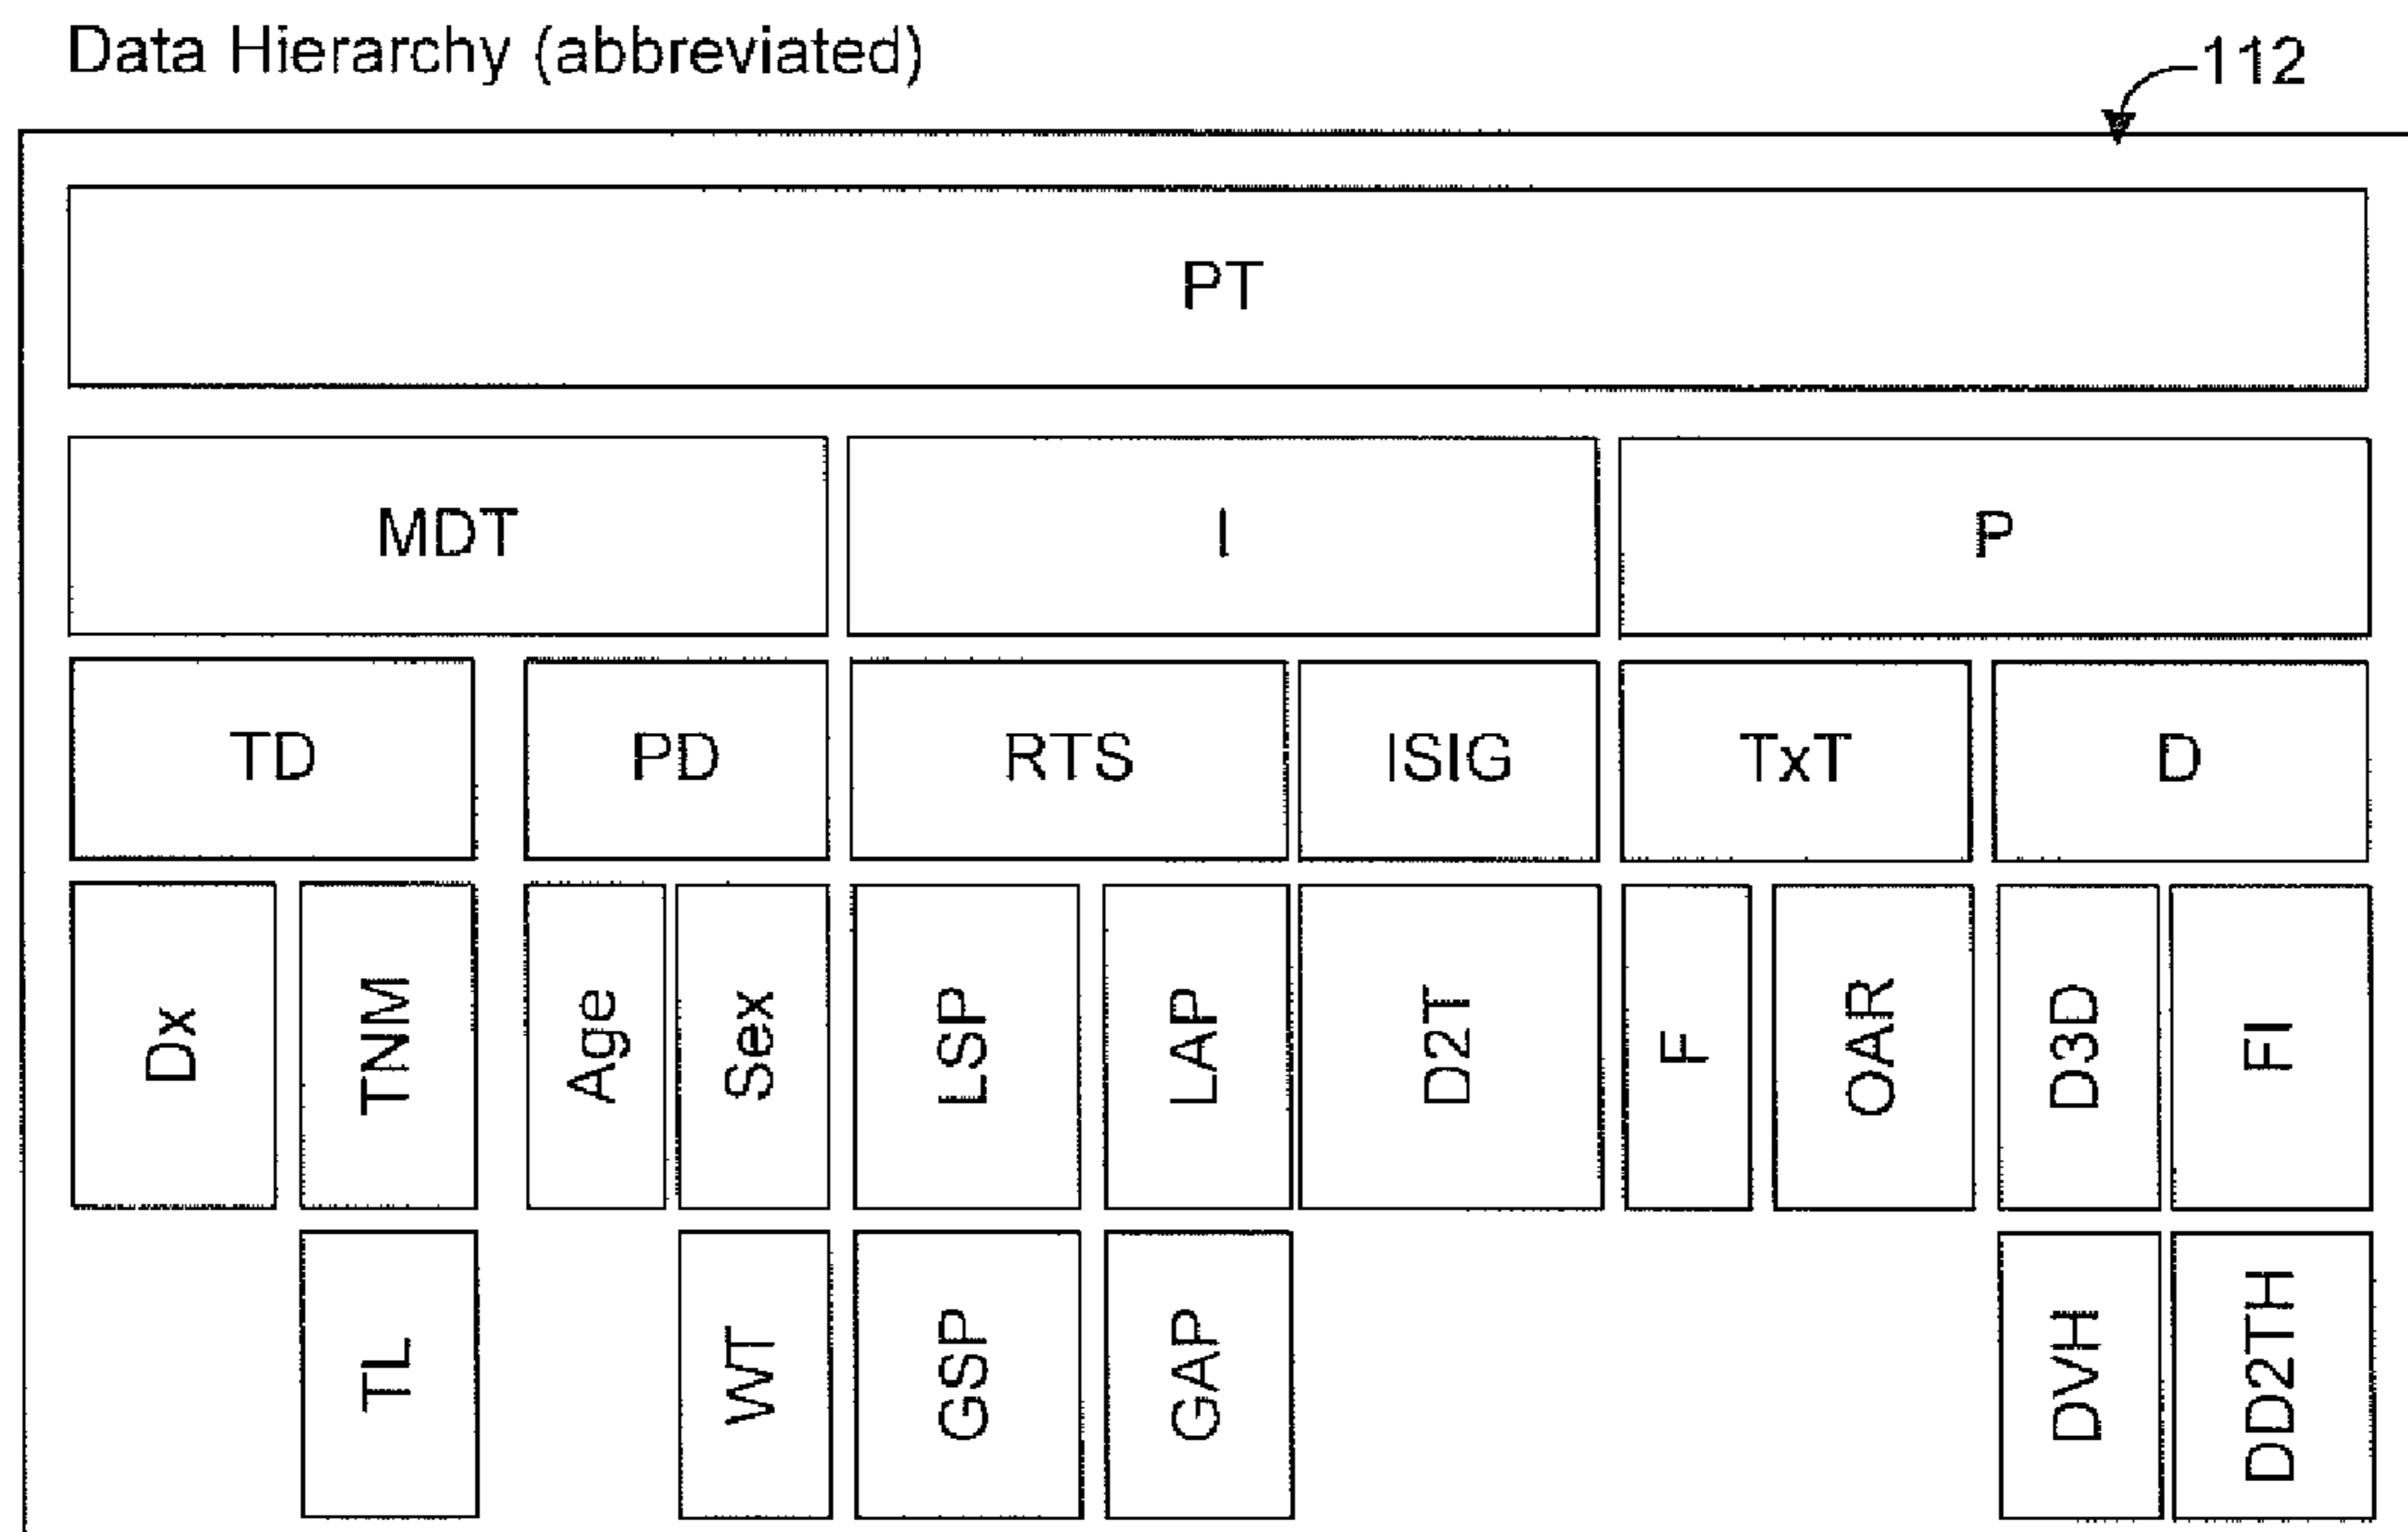 Data Hierarchy (abbreviated)
112
PT
MDT
I
P
TD
PD
RTS
ISIG
TxT
D
Dx
TNM
Age
Sex
LSP
LAP
D2T
F
OAR
D3D
FI
TL
WT
GSP
GAP
DVH
DD2TH